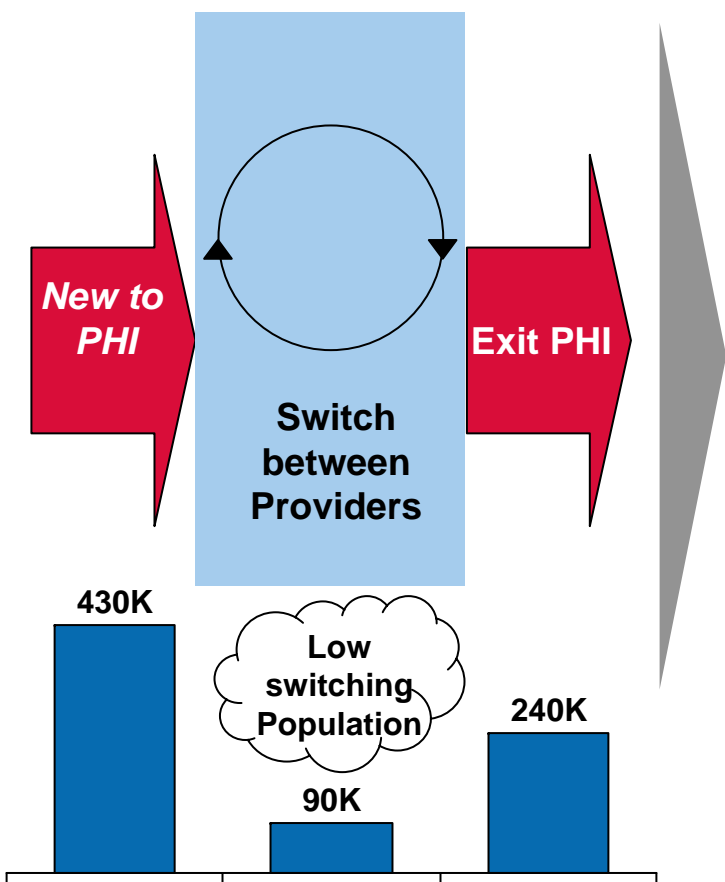 New to
PHI
Switch
between
Providers
Exit PHI
430K
Low
switching
Population
90K
240K